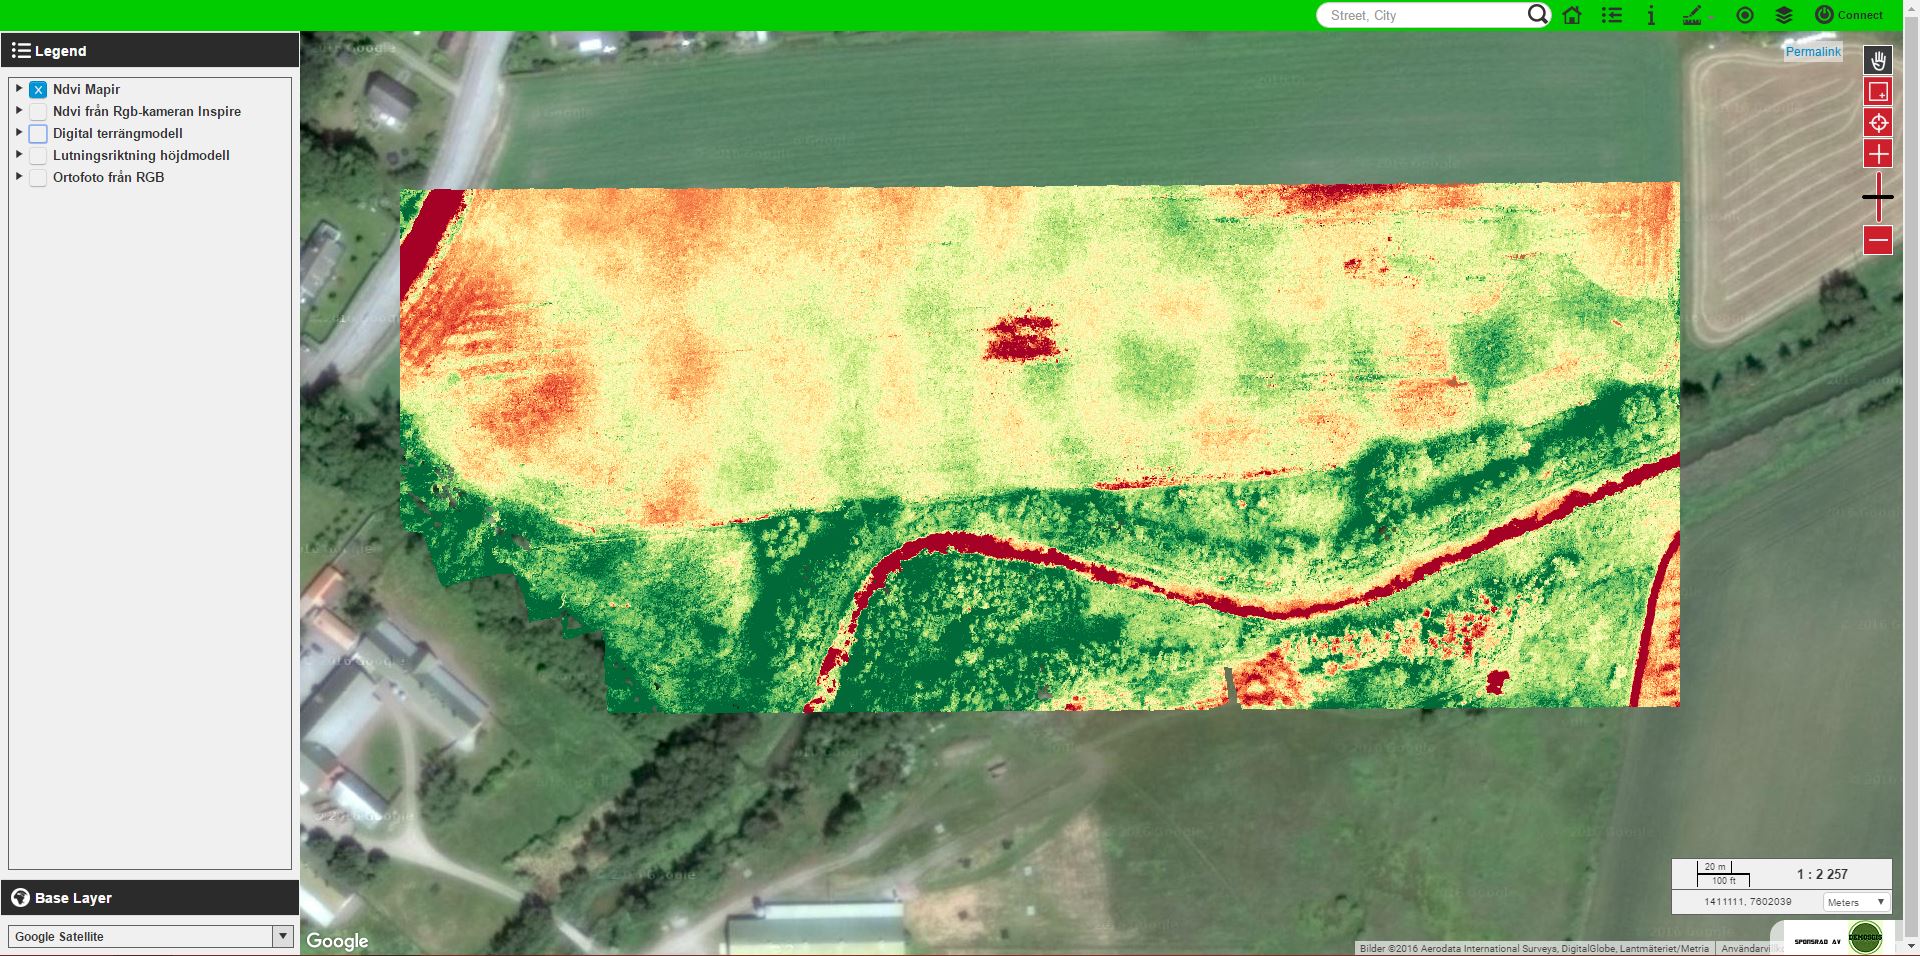 Street, City
Connect
Legend
Ndvi Mapir
Ndvi från Rgb-kameran Inspire
Digital terrängmodell
Lutningsriktning höjdmodell
Ortofoto från RGB
Permalink
20 m
100 ft
1 : 2 257
1411111, 7602039
Meters
Base Layer
Google Satellite
Google
Bilder ©2016 Aerodata International Surveys, DigitalGlobe, Lantmäteriet/Metria
SPONSRAD AV